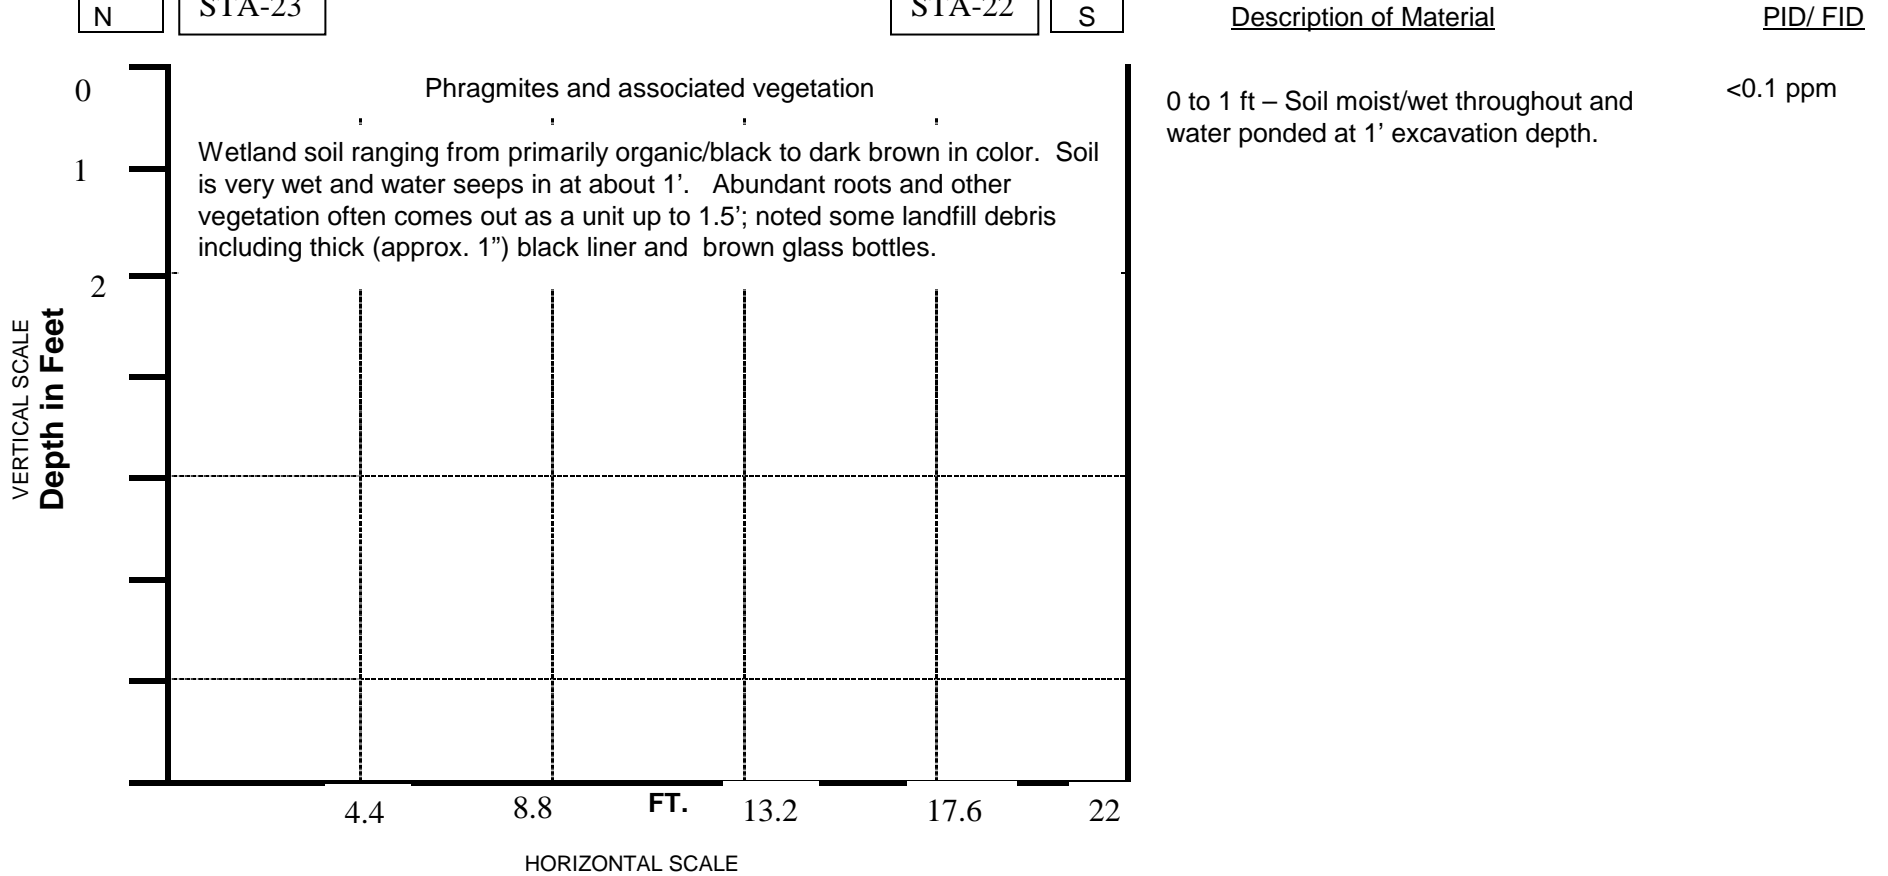 N STA-23 STA-22 S Description of Material PID/ FID
0 Phragmites and associated vegetation <0.1 ppm
0 to 1 ft – Soil moist/wet throughout and
water ponded at 1’ excavation depth.
Wetland soil ranging from primarily organic/black to dark brown in color. Soil
1 is very wet and water seeps in at about 1’. Abundant roots and other
vegetation often comes out as a unit up to 1.5’; noted some landfill debris
including thick (approx. 1”) black liner and brown glass bottles.
2
VERTICAL SCALE
Depth in Feet
4.4 8.8 FT. 13.2 17.6 22
HORIZONTAL SCALE